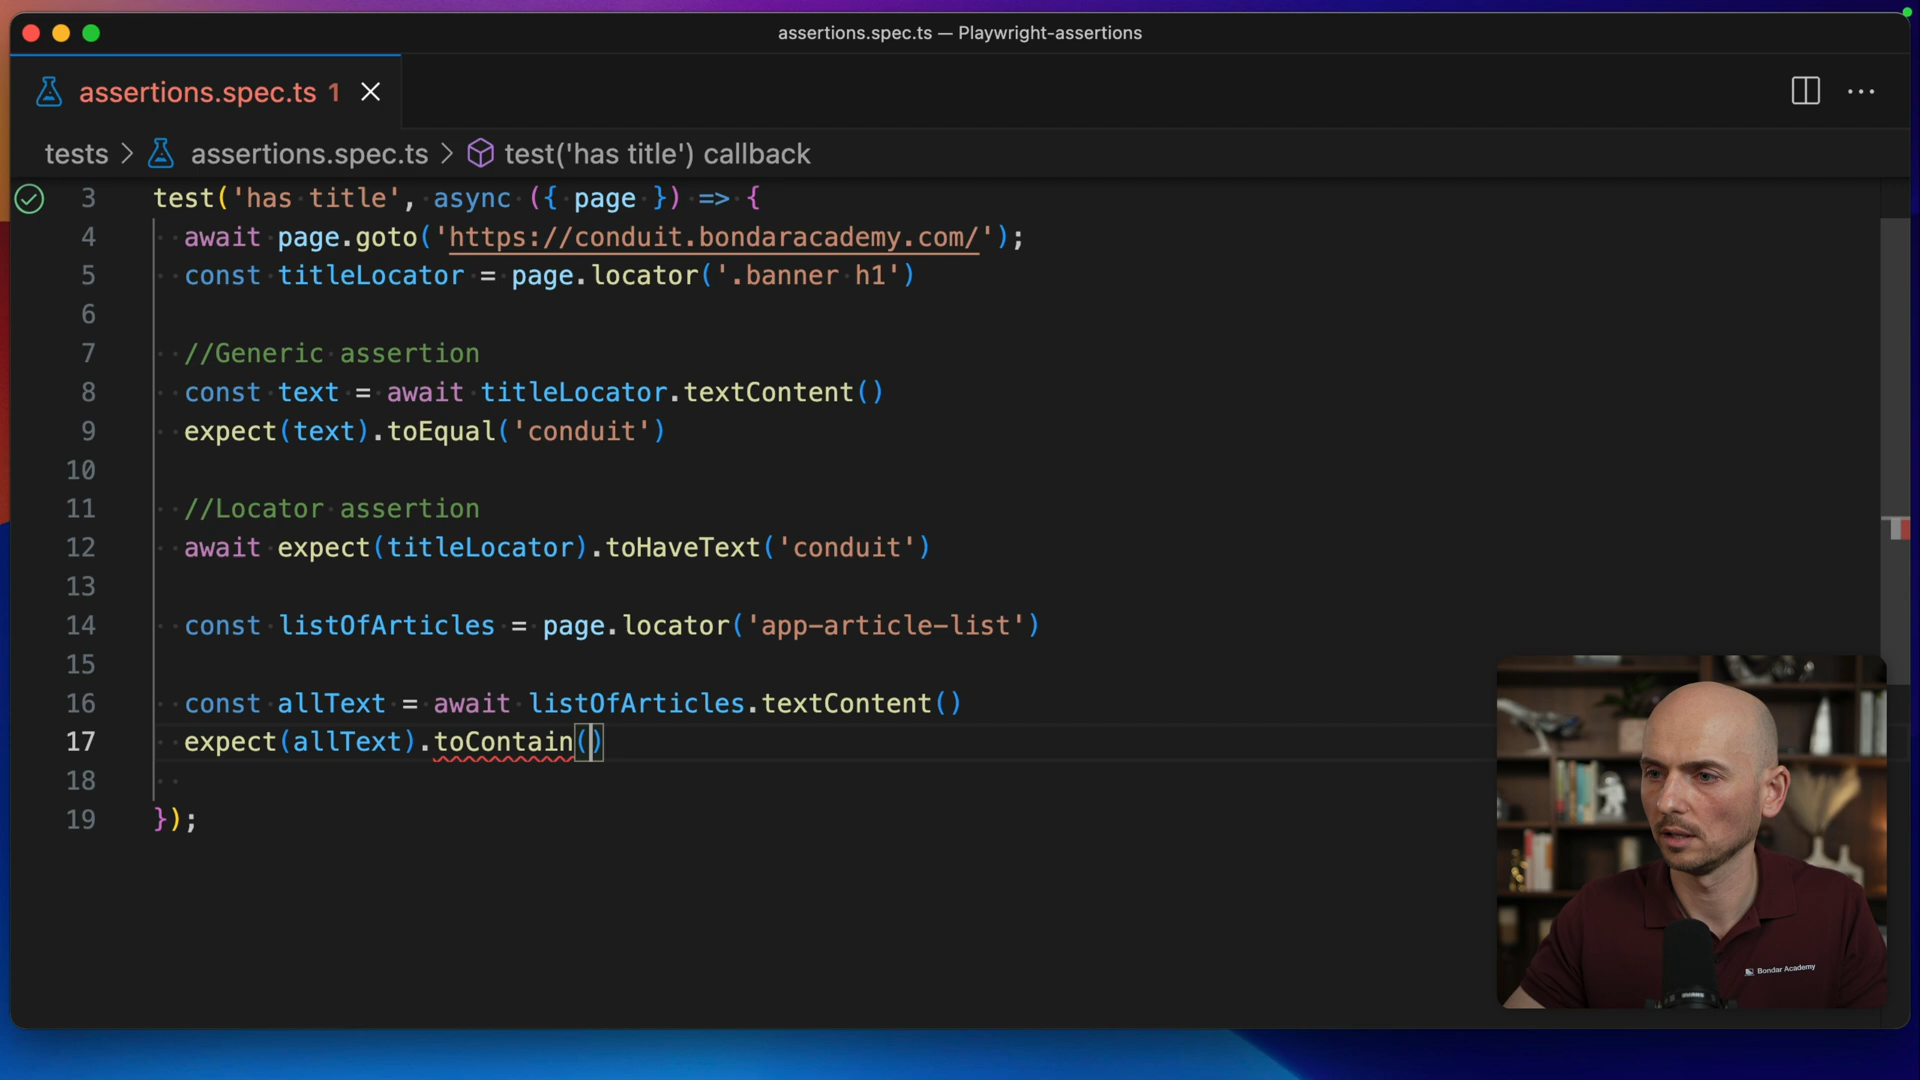 assertions.spec.ts — Playwright-assertions
assertions.spec.ts 1
tests > assertions.spec.ts > test('has title') callback
3 test('has title', async ({ page }) => {
4 await page.goto('https://conduit.bondaracademy.com/');
5 const titleLocator = page.locator('.banner h1')
6
7 //Generic assertion
8 const text = await titleLocator.textContent()
9 expect(text).toEqual('conduit')
10
11 //Locator assertion
12 await expect(titleLocator).toHaveText('conduit')
13
14 const listOfArticles = page.locator('app-article-list')
15
16 const allText = await listOfArticles.textContent()
17 expect(allText).toContain()
18
19 });
Bondar Academy